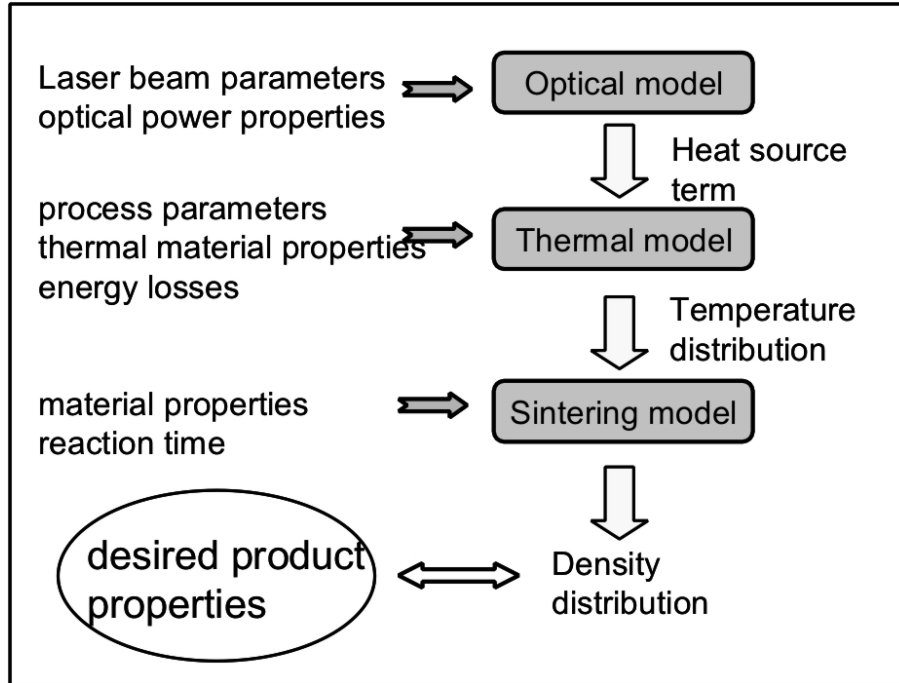 Laser beam parameters
optical power properties
Optical model
Heat source
term
process parameters
thermal material properties
energy losses
Thermal model
Temperature
distribution
material properties
reaction time
Sintering model
desired product
properties
Density
distribution